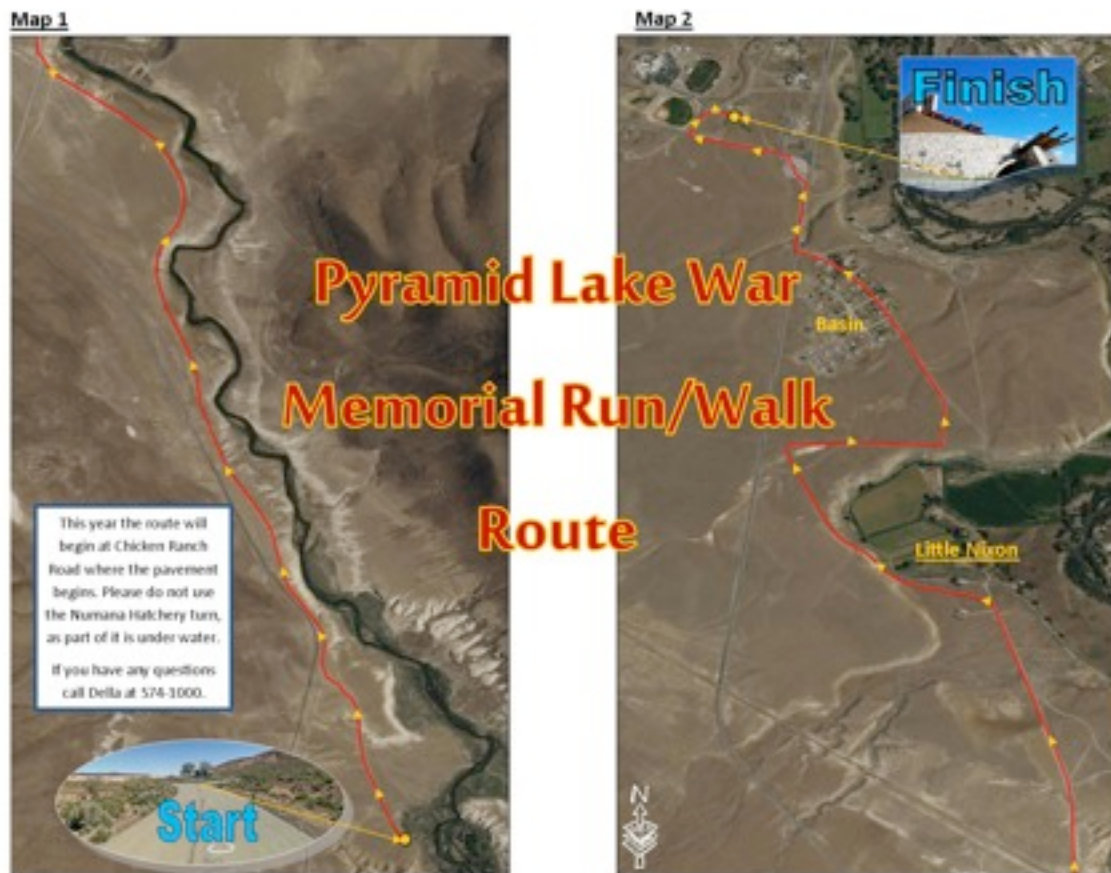 Map 1
Map 2
Finish
Pyramid Lake War
Memorial Run/Walk
Route
Basin
Little Nixon
This year the route will
begin at Chicken Ranch
Road where the pavement
begins. Please do not use
the Numana Hatchery turn,
as part of it is under water.
If you have any questions
call Della at 574-1000.
Start
N